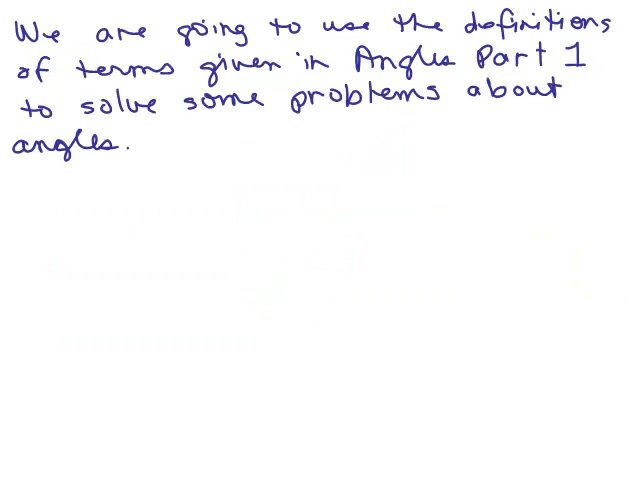 We are going to use the definitions
of terms given in Angles Part 1
to solve some problems about
angles.